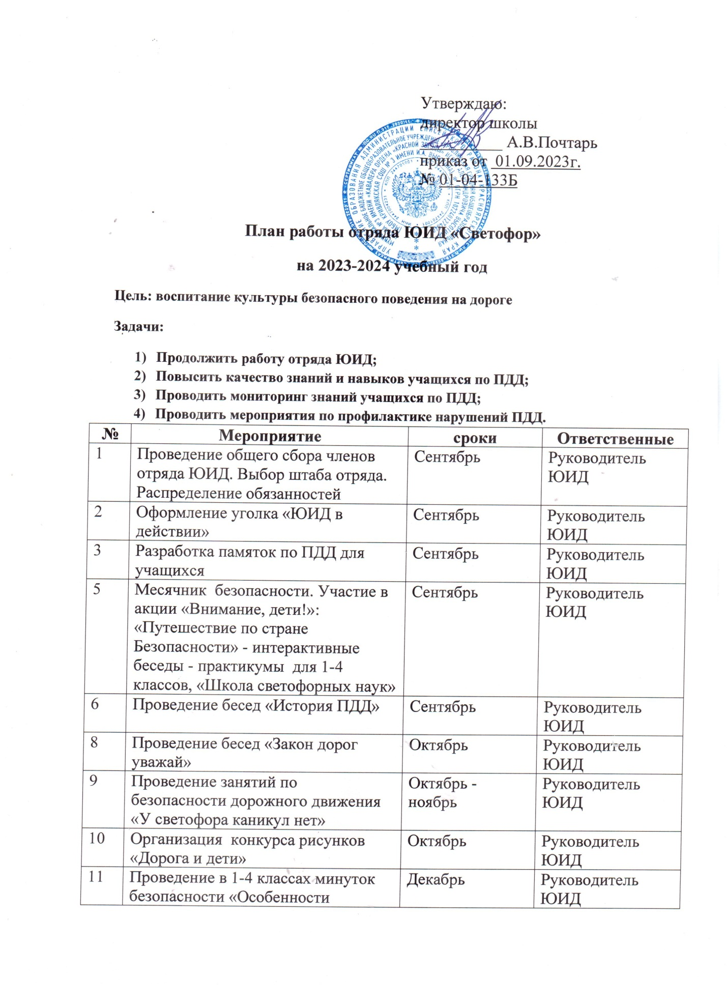 Утверждаю:
директор школы
__________ А.В.Почтарь
приказ от 01.09.2023г.
№ 01-04-133Б
План работы отряда ЮИД «Светофор»
на 2023-2024 учебный год
Цель: воспитание культуры безопасного поведения на дороге
Задачи:
1) Продолжить работу отряда ЮИД;
2) Повысить качество знаний и навыков учащихся по ПДД;
3) Проводить мониторинг знаний учащихся по ПДД;
4) Проводить мероприятия по профилактике нарушений ПДД.
№ Мероприятие сроки Ответственные
1 Проведение общего сбора членов Сентябрь Руководитель
отряда ЮИД. Выбор штаба отряда. ЮИД
Распределение обязанностей
2 Оформление уголка «ЮИД в Сентябрь Руководитель
действии» ЮИД
3 Разработка памяток по ПДД для Сентябрь Руководитель
учащихся ЮИД
5 Месячник безопасности. Участие в Сентябрь Руководитель
акции «Внимание, дети!»: ЮИД
«Путешествие по стране
Безопасности» - интерактивные
беседы - практикумы для 1-4
классов, «Школа светофорных наук»
6 Проведение бесед «История ПДД» Сентябрь Руководитель
ЮИД
8 Проведение бесед «Закон дорог Октябрь Руководитель
уважай» ЮИД
9 Проведение занятий по Октябрь - Руководитель
безопасности дорожного движения ноябрь ЮИД
«У светофора каникул нет»
10 Организация конкурса рисунков Октябрь Руководитель
«Дорога и дети» ЮИД
11 Проведение в 1-4 классах минуток Декабрь Руководитель
безопасности «Особенности ЮИД